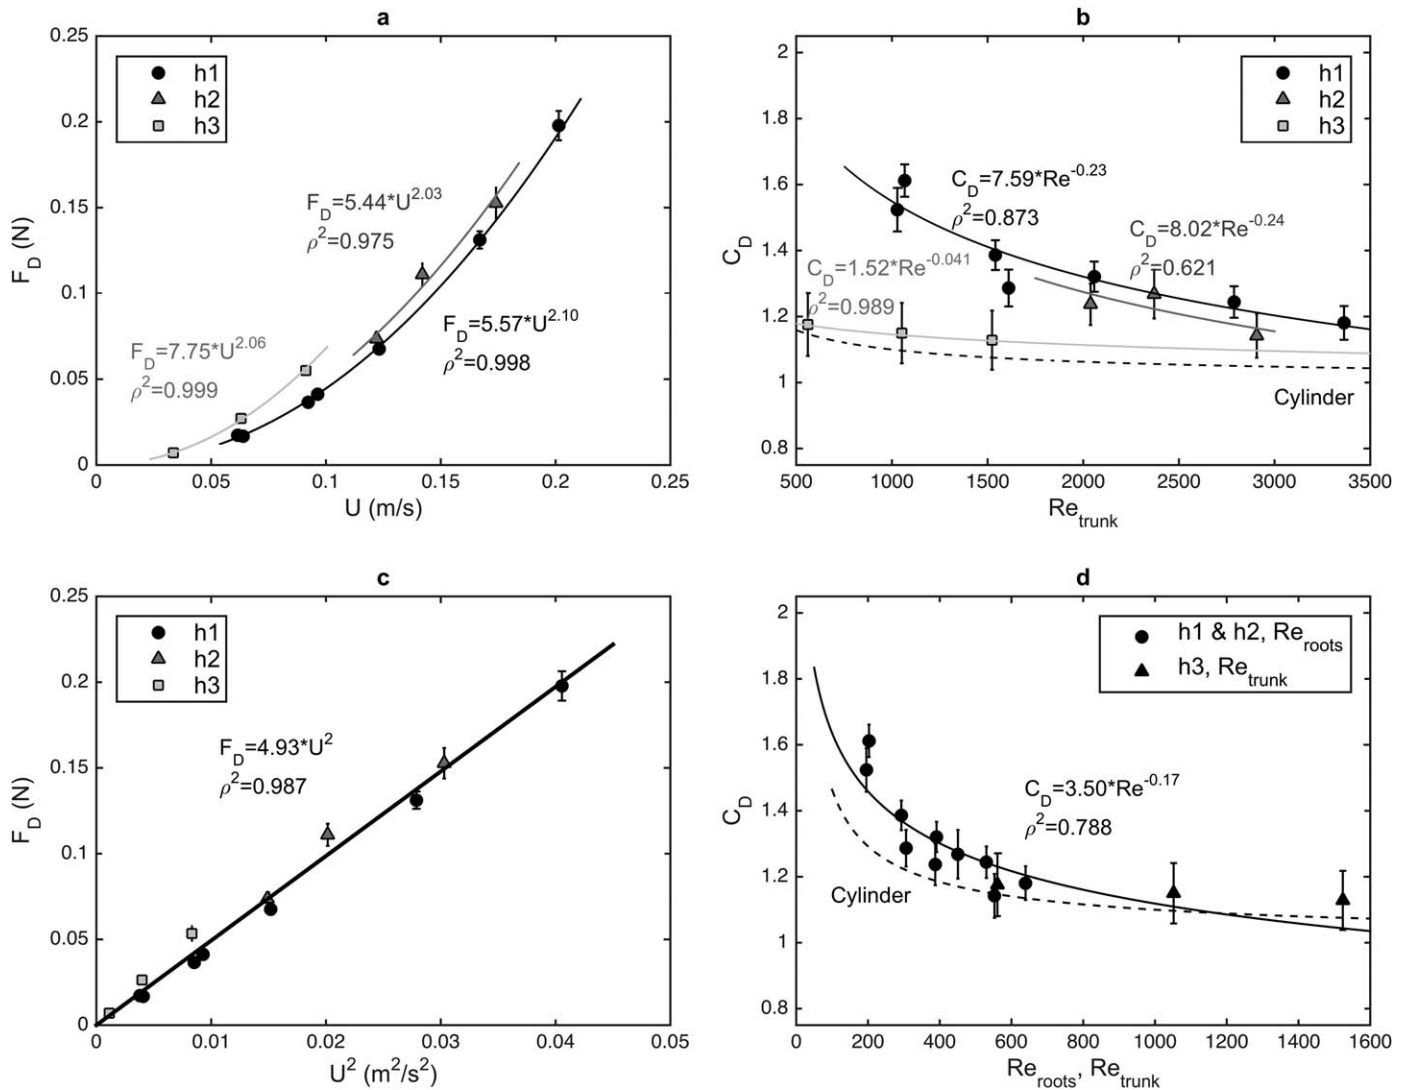 a
0.25
0.2
0.15
0.1
0.05
0
0
0.05
0.1
0.15
0.2
0.25
F_D (N)
U (m/s)
h1
h2
h3
F_D=5.44*U^2.03
ρ^2=0.975
F_D=5.57*U^2.10
ρ^2=0.998
F_D=7.75*U^2.06
ρ^2=0.999
b
2
1.8
1.6
1.4
1.2
1
0.8
500
1000
1500
2000
2500
3000
3500
C_D
Re_trunk
h1
h2
h3
C_D=7.59*Re^-0.23
ρ^2=0.873
C_D=8.02*Re^-0.24
ρ^2=0.621
C_D=1.52*Re^-0.041
ρ^2=0.989
Cylinder
c
0.25
0.2
0.15
0.1
0.05
0
0
0.01
0.02
0.03
0.04
0.05
F_D (N)
U^2 (m^2/s^2)
h1
h2
h3
F_D=4.93*U^2
ρ^2=0.987
d
2
1.8
1.6
1.4
1.2
1
0.8
0
200
400
600
800
1000
1200
1400
1600
C_D
Re_roots, Re_trunk
h1 & h2, Re_roots
h3, Re_trunk
C_D=3.50*Re^-0.17
ρ^2=0.788
Cylinder